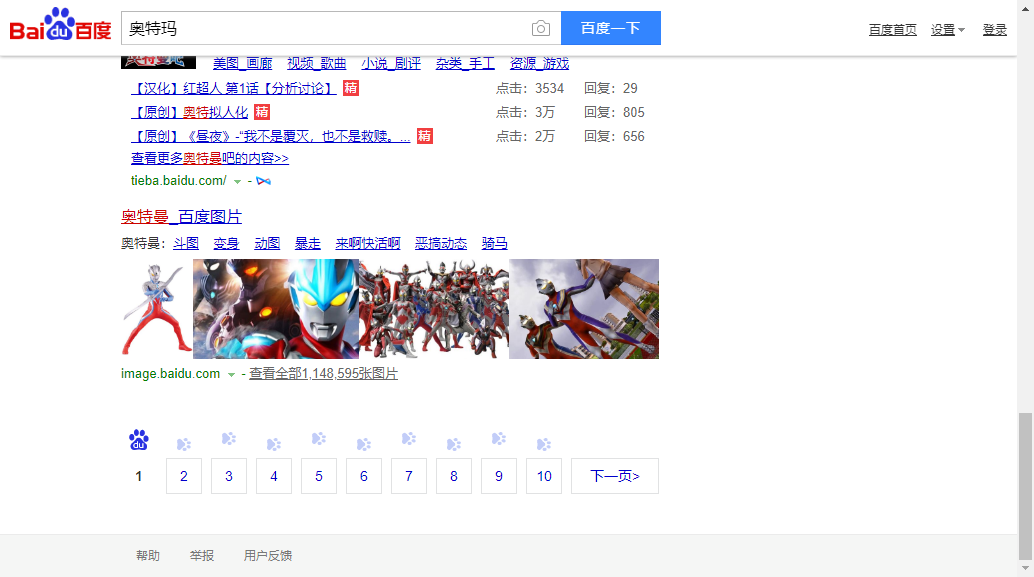 Bai du 百度 奥特玛 百度一下 百度首页 设置 登录
美图_画廊 视频_歌曲 小说_剧评 杂类_手工 资源_游戏
【汉化】红超人 第1话【分析讨论】 精 点击：3534 回复：29
【原创】奥特拟人化 精 点击：3万 回复：805
【原创】《昼夜》-“我不是覆灭，也不是救赎。... 精 点击：2万 回复：656
查看更多奥特曼吧的内容>>
tieba.baidu.com/ -
奥特曼_百度图片
奥特曼：斗图 变身 动图 暴走 来啊快活啊 恶搞动态 骑马
image.baidu.com - 查看全部1,148,595张图片
du
1 2 3 4 5 6 7 8 9 10 下一页>
帮助 举报 用户反馈